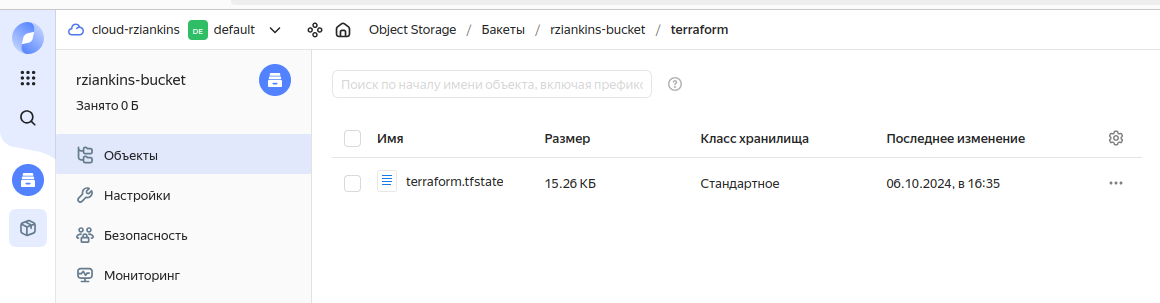 cloud-rziankins DE default Object Storage / Бакеты / rziankins-bucket / terraform
rziankins-bucket
Занято 0 Б
Объекты
Настройки
Безопасность
Мониторинг
Поиск по началу имени объекта, включая префикс
Имя Размер Класс хранилища Последнее изменение
terraform.tfstate 15.26 КБ Стандартное 06.10.2024, в 16:35